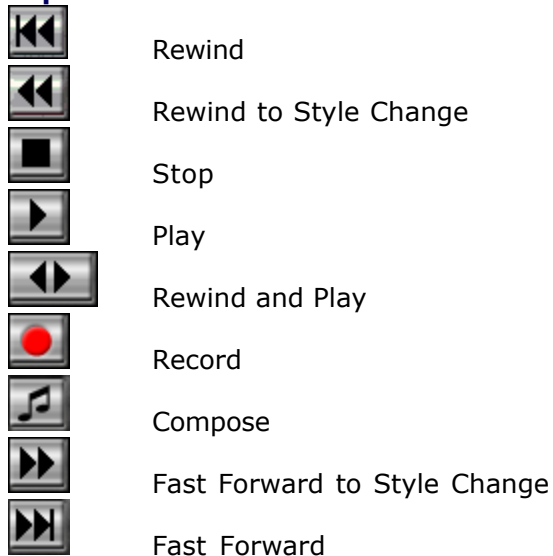 Rewind
Rewind to Style Change
Stop
Play
Rewind and Play
Record
Compose
Fast Forward to Style Change
Fast Forward